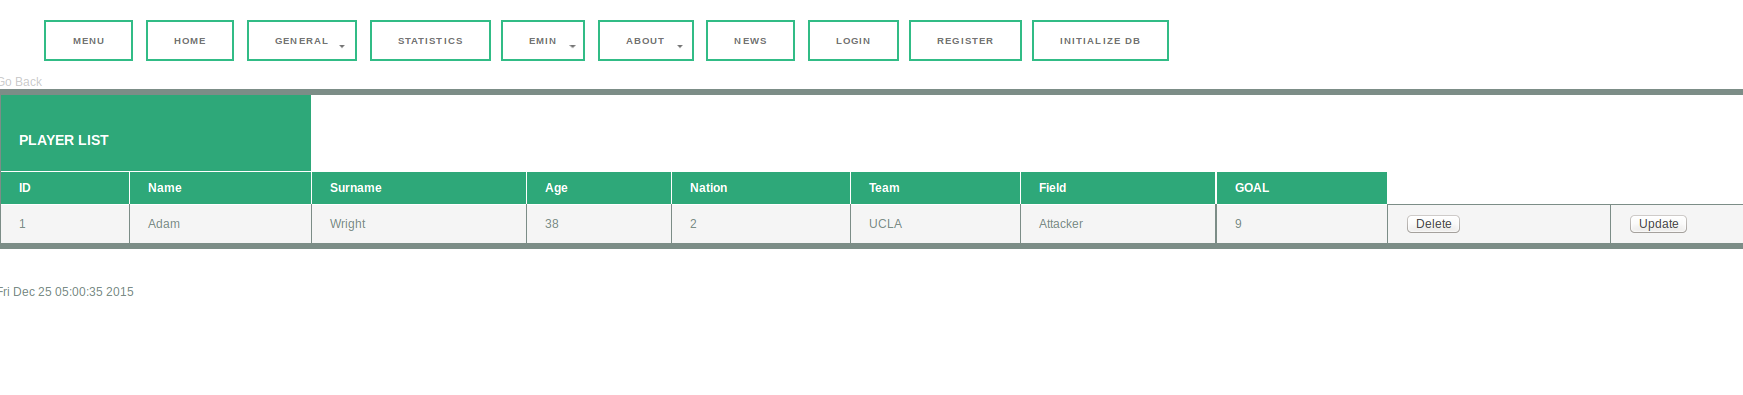 MENU HOME GENERAL STATISTICS EMIN ABOUT NEWS LOGIN REGISTER INITIALIZE DB
Go Back
PLAYER LIST
ID Name Surname Age Nation Team Field GOAL
1 Adam Wright 38 2 UCLA Attacker 9 Delete Update
Fri Dec 25 05:00:35 2015